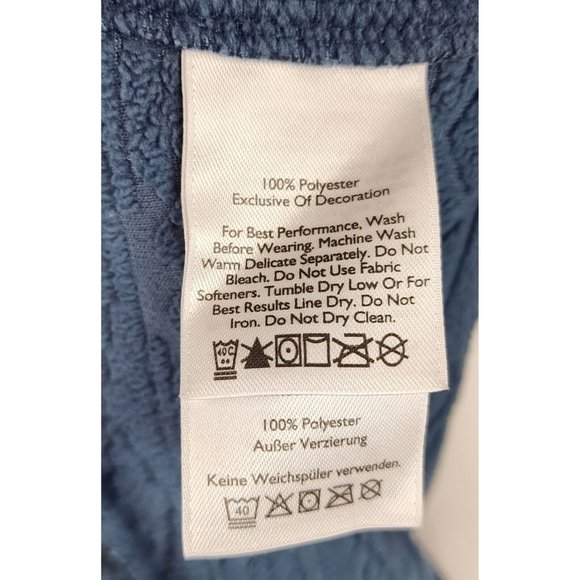 100% Polyester
Exclusive Of Decoration
For Best Performance, Wash
Before Wearing. Machine Wash
Warm Delicate Separately. Do Not
Bleach. Do Not Use Fabric
Softeners. Tumble Dry Low Or For
Best Results Line Dry. Do Not
Iron. Do Not Dry Clean.
40C
100% Polyester
Außer Verzierung
Keine Weichspüler verwenden.
40